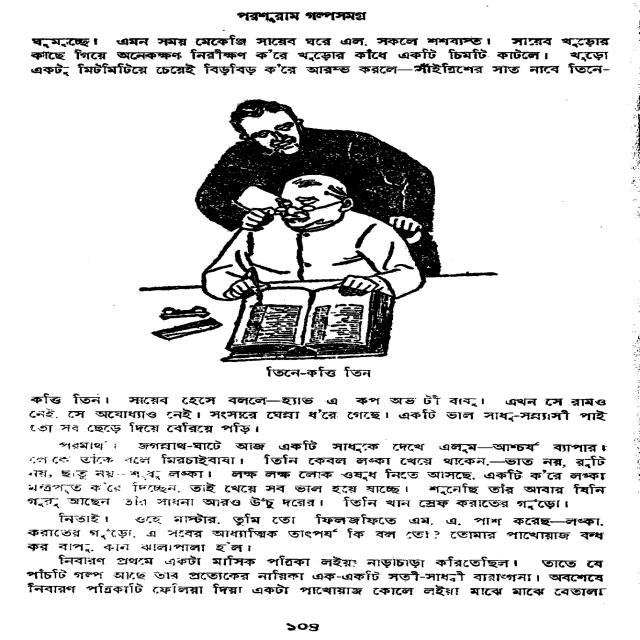 পরশুরাম গল্পসমগ্র
ঘুমুচ্ছে। এমন সময় মেকেঞ্জি সায়েব ঘরে এল, সকলে শশব্যস্ত। সায়েব খুড়োর
কাছে গিয়ে অনেকক্ষণ নিরীক্ষণ ক'রে খুড়োর কাঁধে একটি চিমটি কাটলে। খুড়ো
একটু মিটমিটিয়ে চেয়েই বিড়বিড় ক'রে আরম্ভ করলে—সাঁইত্রিশের সাত নাবে তিনে-
তিনে-কত্তি তিন
কত্তি তিন। সায়েব হেসে বললে—হ্যাভ এ কপ অভ টী বাবু। এখন সে রামও
নেই, সে অযোধ্যাও নেই। সংসারে ঘেন্না ধ'রে গেছে। একটি ভাল সাধু-সন্ন্যাসী পাই
তো সব ছেড়ে দিয়ে বেরিয়ে পড়ি।
পরমার্থ। জগন্নাথ-ঘাটে আজ একটি সাধুকে দেখে এলুম—আশ্চর্য ব্যাপার।
লোকে তাঁকে বলে মিরচাইবাবা। তিনি কেবল লঙ্কা খেয়ে থাকেন,—ভাত নয়, রুটি
নয়, ছাতু নয়—শুধু লঙ্কা। লক্ষ লক্ষ লোক ওষুধ নিতে আসছে, একটি ক'রে লঙ্কা
মন্ত্রপূত ক'রে দিচ্ছেন, তাই খেয়ে সব ভাল হয়ে যাচ্ছে। শুনেছি তাঁর আবার যিনি
গুরু আছেন তাঁর সাধনা আরও উঁচু দরের। তিনি খান স্রেফ করাতের গুঁড়ো।
নিতাই। ওহে মাস্টার, তুমি তো ফিলজফিতে এম. এ. পাশ করেছ—লঙ্কা,
করাতের গুঁড়ো, এ সবের আধ্যাত্মিক তাৎপর্য কি বল তো? তোমার পাখোয়াজ বন্ধ
কর বাপু, কান ঝালাপালা হ'ল।
নিবারণ প্রথমে একটা মাসিক পত্রিকা লইয়া নাড়াচাড়া করিতেছিল। তাতে যে
পাঁচটি গল্প আছে তার প্রত্যেকের নায়িকা এক-একটি সতী-সাধ্বী বারাঙ্গনা। অবশেষে
নিবারণ পত্রিকাটি ফেলিয়া দিয়া একটা পাখোয়াজ কোলে লইয়া মাঝে মাঝে বেতালা
১০৪